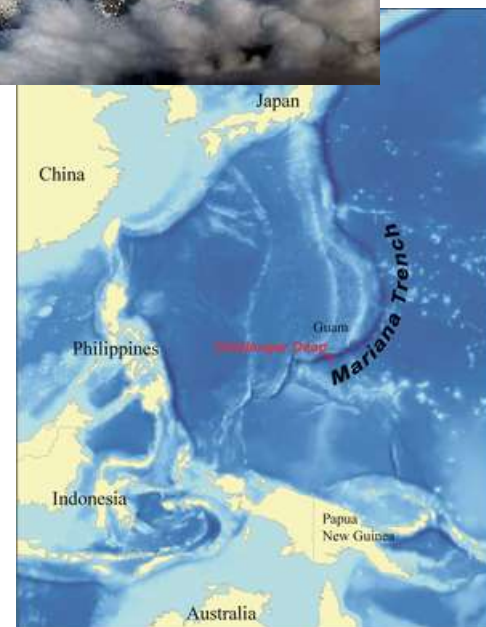 Japan
China
Mariana Trench
Guam
Challenger Deep
Philippines
Indonesia
Papua
New Guinea
Australia